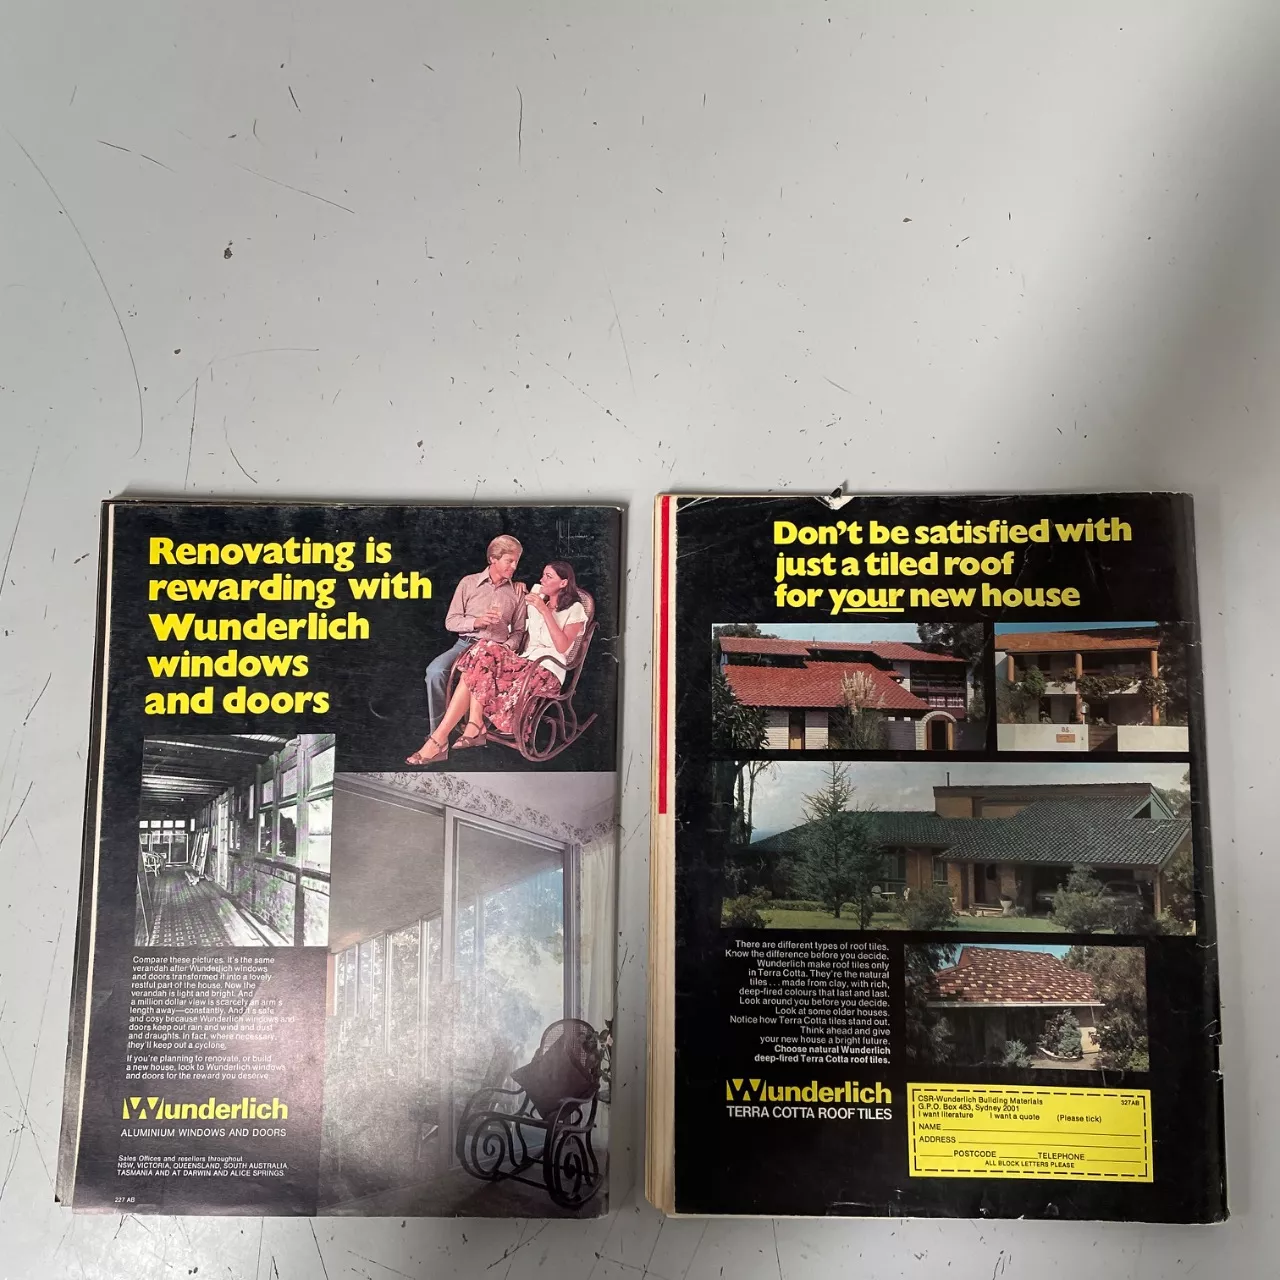 Renovating is
rewarding with
Wunderlich
windows
and doors
Compare these pictures. It's the same
verandah after Wunderlich windows
and doors transformed it into a lovely
restful part of the house. Now the
verandah is light and bright. And
a million dollar view is scarcely an arm's
length away—constantly. And it's safe
and cosy because Wunderlich windows and
doors keep out rain and wind and dust
and draughts. In fact, where necessary,
they'll keep out a cyclone.
If you're planning to renovate, or build
a new house, look to Wunderlich windows
and doors for the reward you deserve.
Wunderlich
ALUMINIUM WINDOWS AND DOORS
Sales Offices and resellers throughout
NSW, VICTORIA, QUEENSLAND, SOUTH AUSTRALIA,
TASMANIA AND AT DARWIN AND ALICE SPRINGS.
227 AB
Don't be satisfied with
just a tiled roof
for your new house
There are different types of roof tiles.
Know the difference before you decide.
Wunderlich make roof tiles only
in Terra Cotta. They're the natural
tiles . . . made from clay, with rich,
deep-fired colours that last and last.
Look around you before you decide.
Look at some older houses.
Notice how Terra Cotta tiles stand out.
Think ahead and give
your new house a bright future.
Choose natural Wunderlich
deep-fired Terra Cotta roof tiles.
Wunderlich
TERRA COTTA ROOF TILES
CSR-Wunderlich Building Materials 327AB
G.P.O. Box 483, Sydney 2001
I want literature I want a quote (Please tick)
NAME
ADDRESS
POSTCODE TELEPHONE
ALL BLOCK LETTERS PLEASE